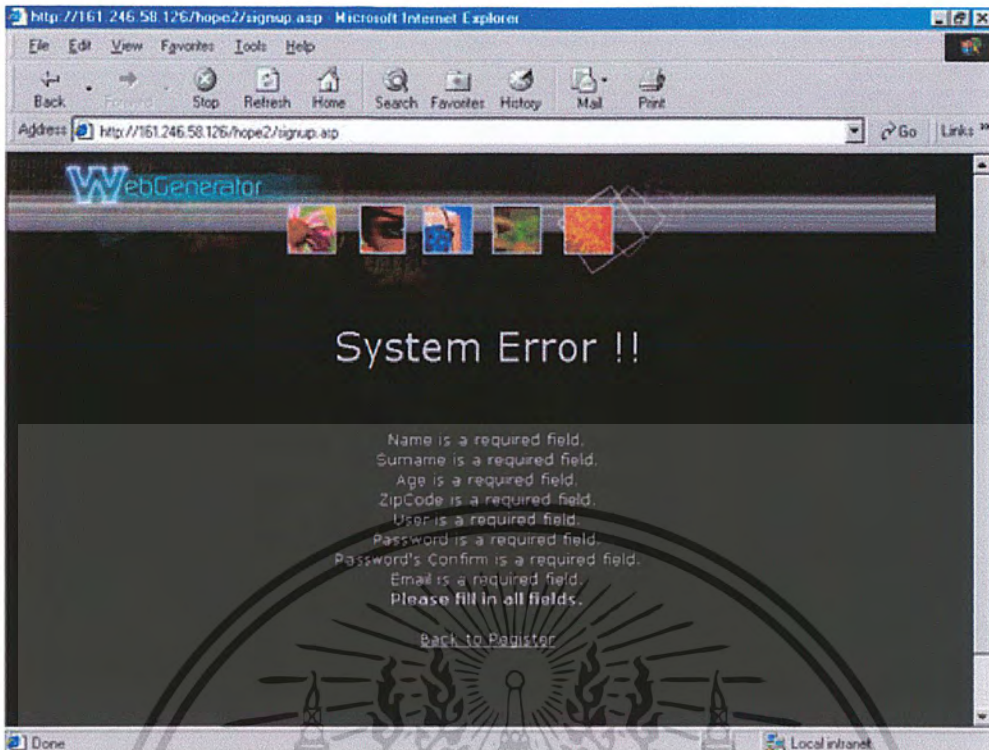 http://161.246.58.126/hope2/signup.asp - Microsoft Internet Explorer
File Edit View Favorites Tools Help
Back Forward Stop Refresh Home Search Favorites History Mail Print
Address http://161.246.58.126/hope2/signup.asp Go Links »
WebGenerator
System Error !!
Name is a required field.
Surname is a required field.
Age is a required field.
ZipCode is a required field.
User is a required field.
Password is a required field.
Password's Confirm is a required field.
Email is a required field.
Please fill in all fields.
Back to Register
Done Local intranet